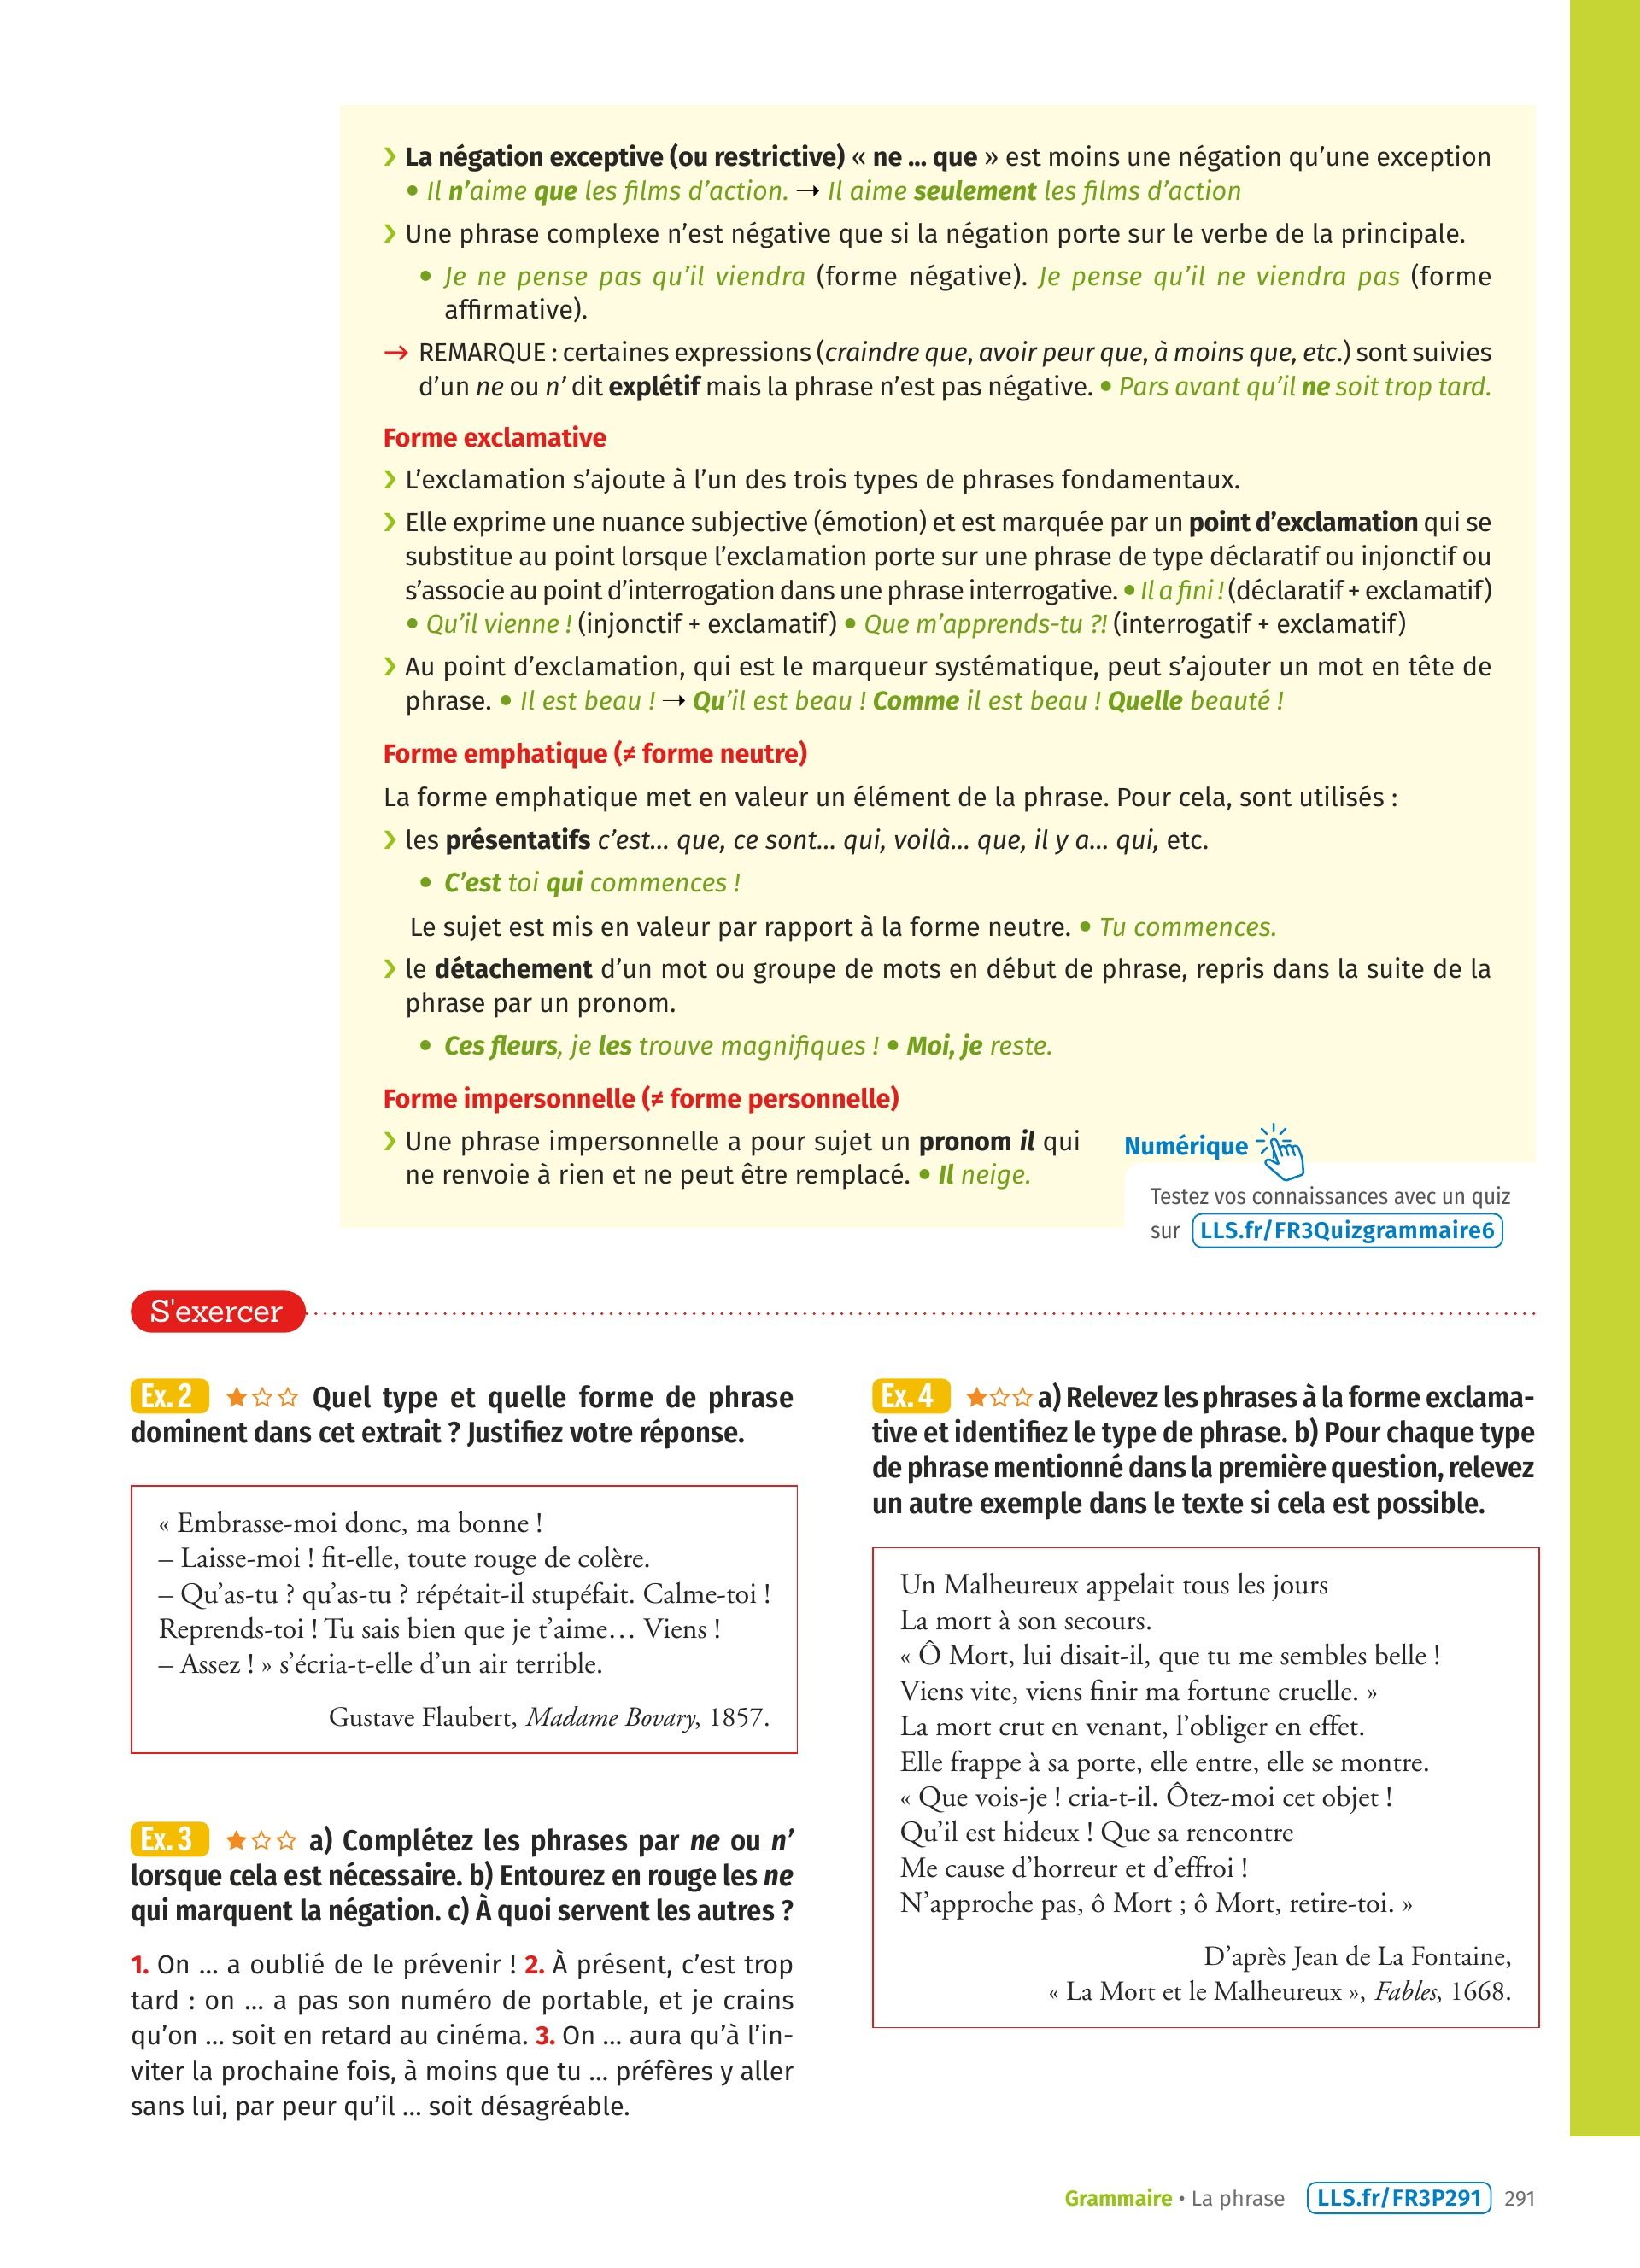 › La négation exceptive (ou restrictive) « ne ... que » est moins une négation qu’une exception
• Il n’aime que les films d’action. → Il aime seulement les films d’action
› Une phrase complexe n’est négative que si la négation porte sur le verbe de la principale.
• Je ne pense pas qu’il viendra (forme négative). Je pense qu’il ne viendra pas (forme
affirmative).
→ REMARQUE : certaines expressions (craindre que, avoir peur que, à moins que, etc.) sont suivies
d’un ne ou n’ dit explétif mais la phrase n’est pas négative. • Pars avant qu’il ne soit trop tard.
Forme exclamative
› L’exclamation s’ajoute à l’un des trois types de phrases fondamentaux.
› Elle exprime une nuance subjective (émotion) et est marquée par un point d’exclamation qui se
substitue au point lorsque l’exclamation porte sur une phrase de type déclaratif ou injonctif ou
s’associe au point d’interrogation dans une phrase interrogative. • Il a fini ! (déclaratif + exclamatif)
• Qu’il vienne ! (injonctif + exclamatif) • Que m’apprends-tu ?! (interrogatif + exclamatif)
› Au point d’exclamation, qui est le marqueur systématique, peut s’ajouter un mot en tête de
phrase. • Il est beau ! → Qu’il est beau ! Comme il est beau ! Quelle beauté !
Forme emphatique (≠ forme neutre)
La forme emphatique met en valeur un élément de la phrase. Pour cela, sont utilisés :
› les présentatifs c’est... que, ce sont... qui, voilà... que, il y a... qui, etc.
• C’est toi qui commences !
Le sujet est mis en valeur par rapport à la forme neutre. • Tu commences.
› le détachement d’un mot ou groupe de mots en début de phrase, repris dans la suite de la
phrase par un pronom.
• Ces fleurs, je les trouve magnifiques ! • Moi, je reste.
Forme impersonnelle (≠ forme personnelle)
› Une phrase impersonnelle a pour sujet un pronom il qui
ne renvoie à rien et ne peut être remplacé. • Il neige.
Numérique
Testez vos connaissances avec un quiz
sur LLS.fr/FR3Quizgrammaire6
S'exercer
Ex. 2 ★☆☆ Quel type et quelle forme de phrase
dominent dans cet extrait ? Justifiez votre réponse.
« Embrasse-moi donc, ma bonne !
– Laisse-moi ! fit-elle, toute rouge de colère.
– Qu’as-tu ? qu’as-tu ? répétait-il stupéfait. Calme-toi !
Reprends-toi ! Tu sais bien que je t’aime… Viens !
– Assez ! » s’écria-t-elle d’un air terrible.
Gustave Flaubert, Madame Bovary, 1857.
Ex. 3 ★☆☆ a) Complétez les phrases par ne ou n’
lorsque cela est nécessaire. b) Entourez en rouge les ne
qui marquent la négation. c) À quoi servent les autres ?
1. On ... a oublié de le prévenir ! 2. À présent, c’est trop
tard : on ... a pas son numéro de portable, et je crains
qu’on ... soit en retard au cinéma. 3. On ... aura qu’à l’in-
viter la prochaine fois, à moins que tu ... préfères y aller
sans lui, par peur qu’il ... soit désagréable.
Ex. 4 ★☆☆ a) Relevez les phrases à la forme exclama-
tive et identifiez le type de phrase. b) Pour chaque type
de phrase mentionné dans la première question, relevez
un autre exemple dans le texte si cela est possible.
Un Malheureux appelait tous les jours
La mort à son secours.
« Ô Mort, lui disait-il, que tu me sembles belle !
Viens vite, viens finir ma fortune cruelle. »
La mort crut en venant, l’obliger en effet.
Elle frappe à sa porte, elle entre, elle se montre.
« Que vois-je ! cria-t-il. Ôtez-moi cet objet !
Qu’il est hideux ! Que sa rencontre
Me cause d’horreur et d’effroi !
N’approche pas, ô Mort ; ô Mort, retire-toi. »
D’après Jean de La Fontaine,
« La Mort et le Malheureux », Fables, 1668.
Grammaire • La phrase LLS.fr/FR3P291 291